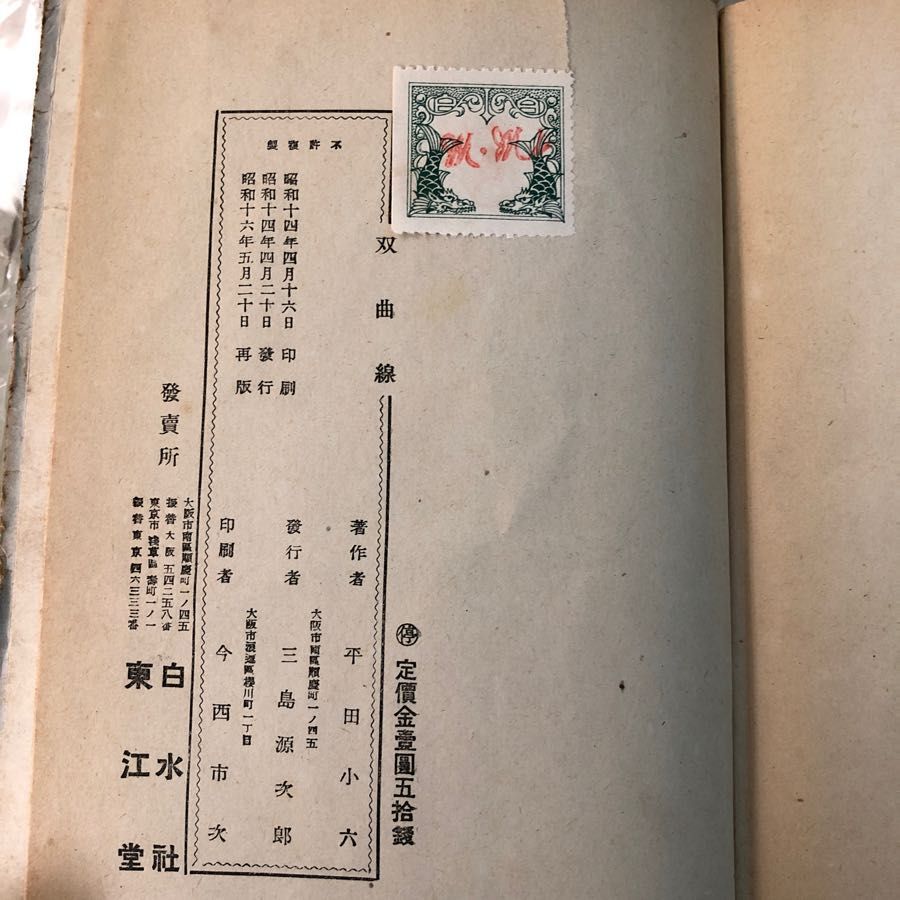 双曲線
㊡定價金壹圓五拾錢
不許複製
昭和十四年四月十六日印刷
昭和十四年四月二十日發行
昭和十六年五月二十日再版
著作者 平田小六
大阪市南區順慶町一ノ四五
發行者 三島源次郎
大阪市浪速區櫻川町一丁目
印刷者 今西市次
發賣所
大阪市南區順慶町一ノ四五
振替大阪五四二五八番
白水社
東京市淺草區壽町一ノ一
振替東京四六三三三番
東江堂